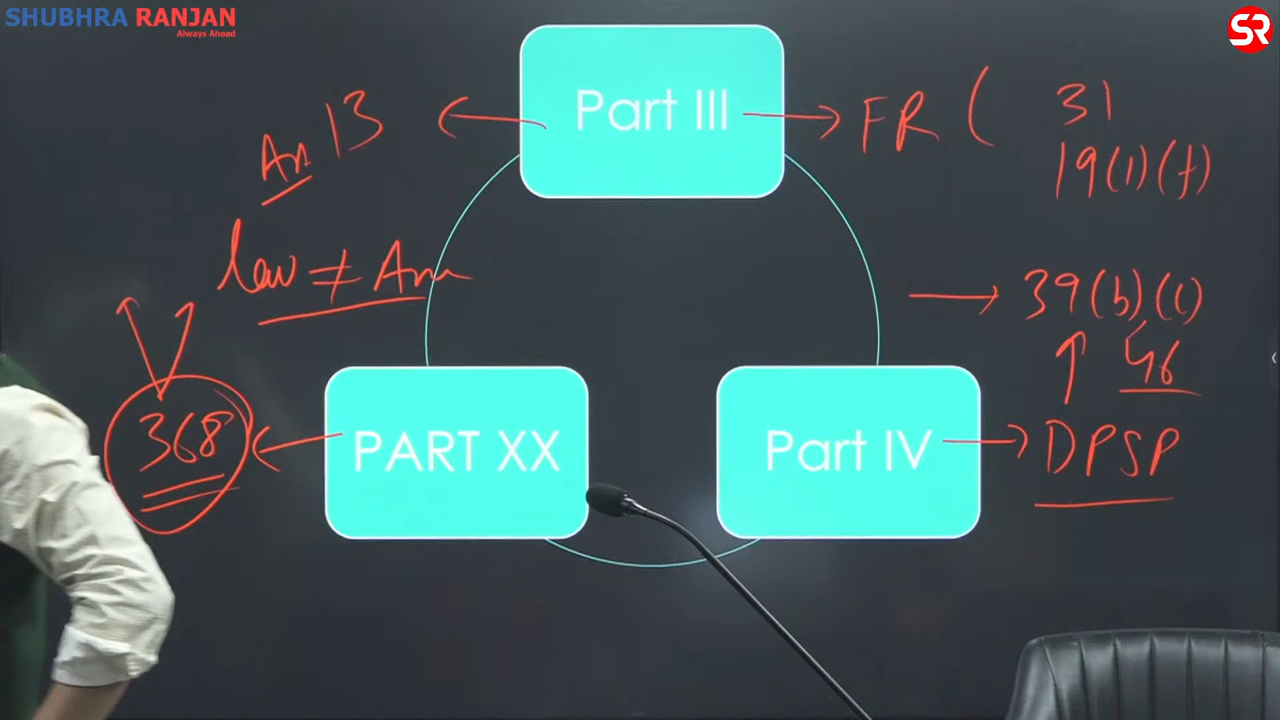 SHUBHRA RANJAN
Always Ahead
SR
Part III
Art 13
FR ( 31
19(1)(f)
law ≠ Am
39(b)(c)
46
368
PART XX
Part IV
DPSP